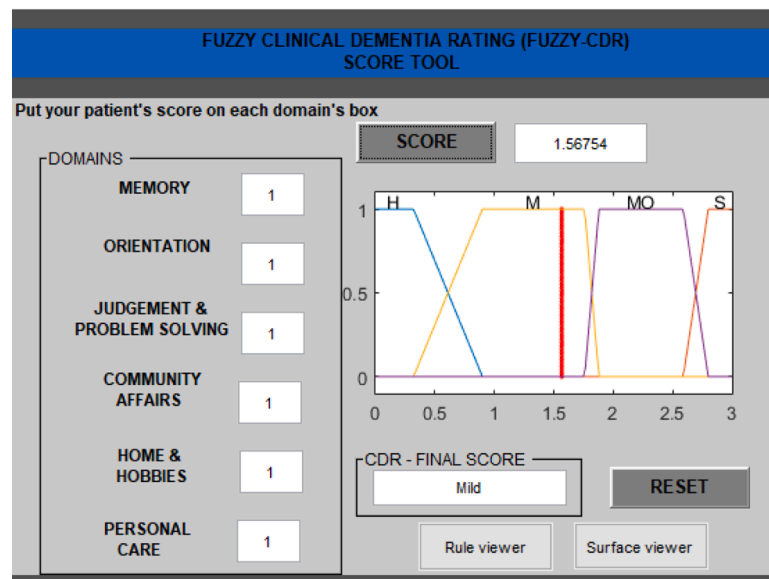 FUZZY CLINICAL DEMENTIA RATING (FUZZY-CDR)
SCORE TOOL
Put your patient's score on each domain's box
SCORE
1.56754
DOMAINS
MEMORY
1
ORIENTATION
1
JUDGEMENT &
PROBLEM SOLVING
1
COMMUNITY
AFFAIRS
1
HOME &
HOBBIES
1
PERSONAL
CARE
1
H M MO S
1
0.5
0
0 0.5 1 1.5 2 2.5 3
CDR - FINAL SCORE
Mild
RESET
Rule viewer
Surface viewer